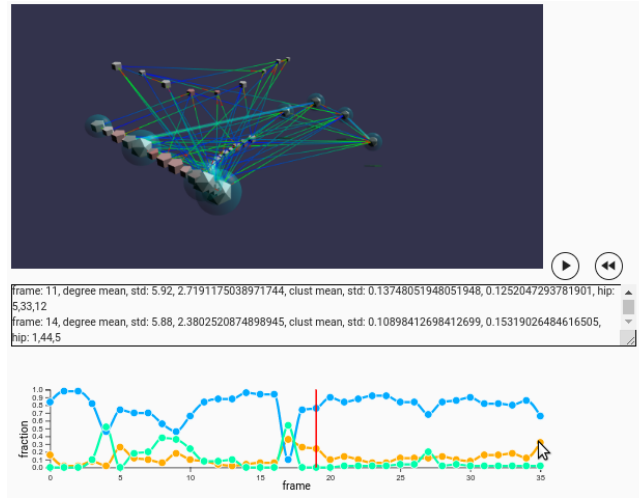 frame: 11, degree mean, std: 5.92, 2.7191175038971744, clust mean, std: 0.13748051948051948, 0.1252047293781901, hip:
5,33,12
frame: 14, degree mean, std: 5.88, 2.3802520874898945, clust mean, std: 0.10898412698412699, 0.15319026484616505,
hip: 1,44,5
1.0
0.9
0.8
0.7
0.6
0.5
0.4
0.3
0.2
0.1
0.0
fraction
0 5 10 15 20 25 30 35
frame